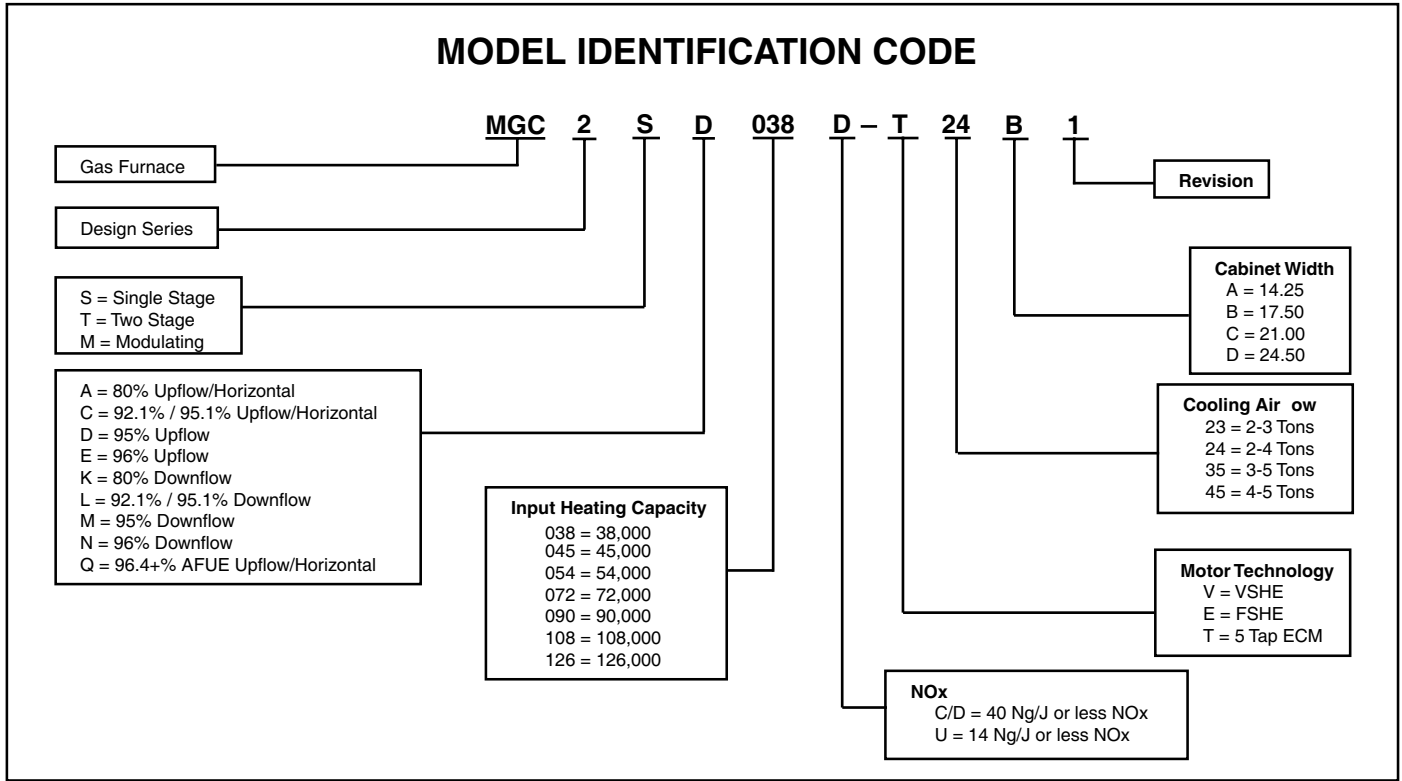 MODEL IDENTIFICATION CODE
MGC 2 S D 038 D – T 24 B 1
Gas Furnace
Design Series
S = Single Stage
T = Two Stage
M = Modulating
A = 80% Upflow/Horizontal
C = 92.1% / 95.1% Upflow/Horizontal
D = 95% Upflow
E = 96% Upflow
K = 80% Downflow
L = 92.1% / 95.1% Downflow
M = 95% Downflow
N = 96% Downflow
Q = 96.4+% AFUE Upflow/Horizontal
Input Heating Capacity
038 = 38,000
045 = 45,000
054 = 54,000
072 = 72,000
090 = 90,000
108 = 108,000
126 = 126,000
Revision
Cabinet Width
A = 14.25
B = 17.50
C = 21.00
D = 24.50
Cooling Air ow
23 = 2-3 Tons
24 = 2-4 Tons
35 = 3-5 Tons
45 = 4-5 Tons
Motor Technology
V = VSHE
E = FSHE
T = 5 Tap ECM
NOx
C/D = 40 Ng/J or less NOx
U = 14 Ng/J or less NOx